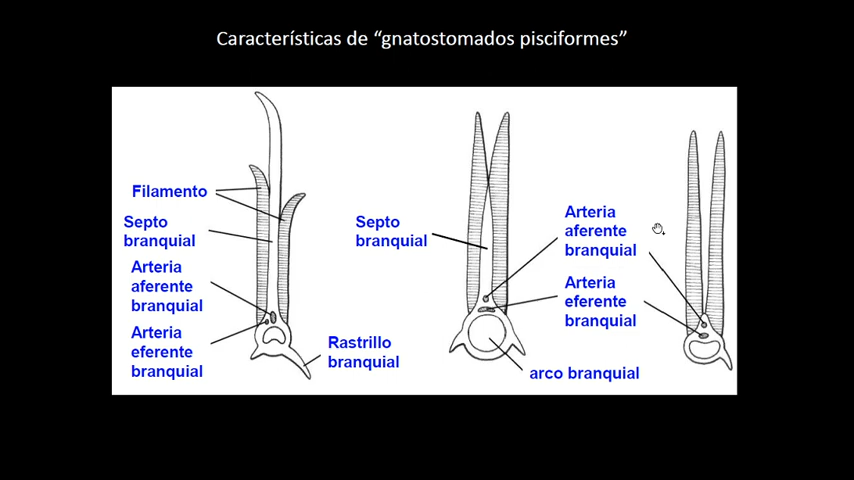 Características de “gnatostomados pisciformes”
Filamento
Septo
branquial
Arteria
aferente
branquial
Arteria
eferente
branquial
Rastrillo
branquial
Septo
branquial
Arteria
aferente
branquial
Arteria
eferente
branquial
arco branquial